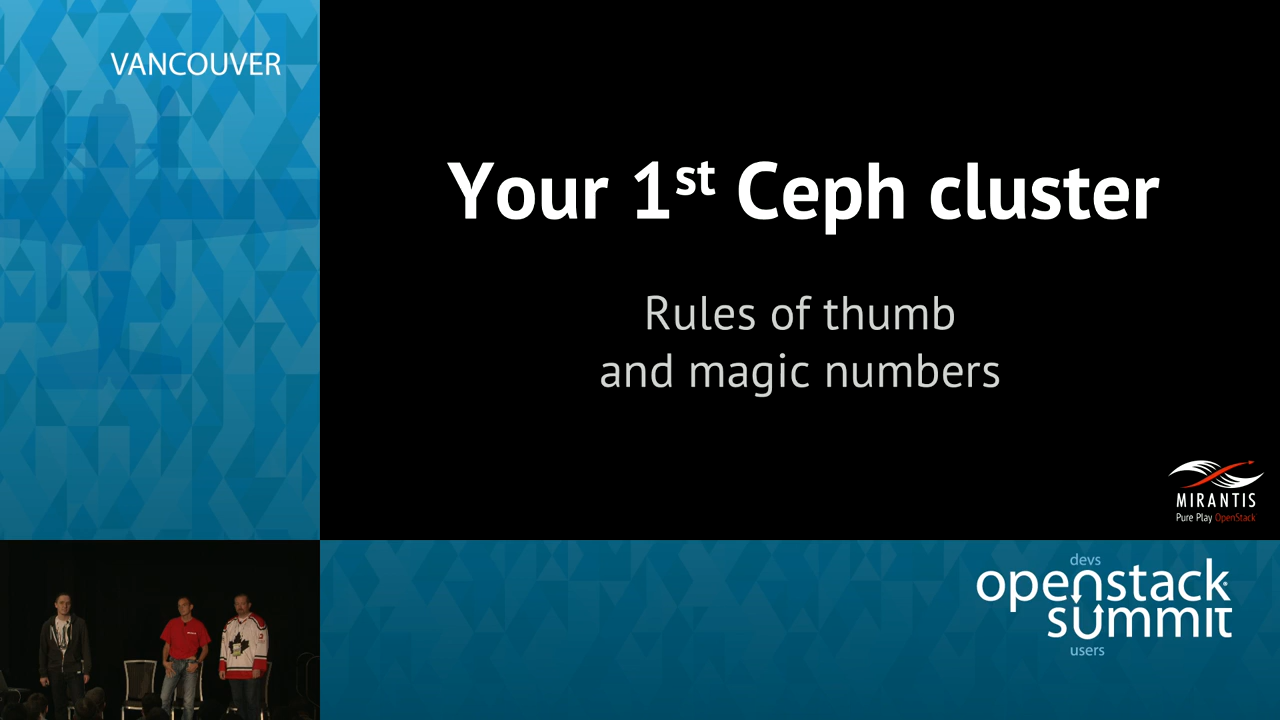 VANCOUVER
Your 1st Ceph cluster
Rules of thumb
and magic numbers
MIRANTIS
Pure Play OpenStack
devs
openstack
summit
users